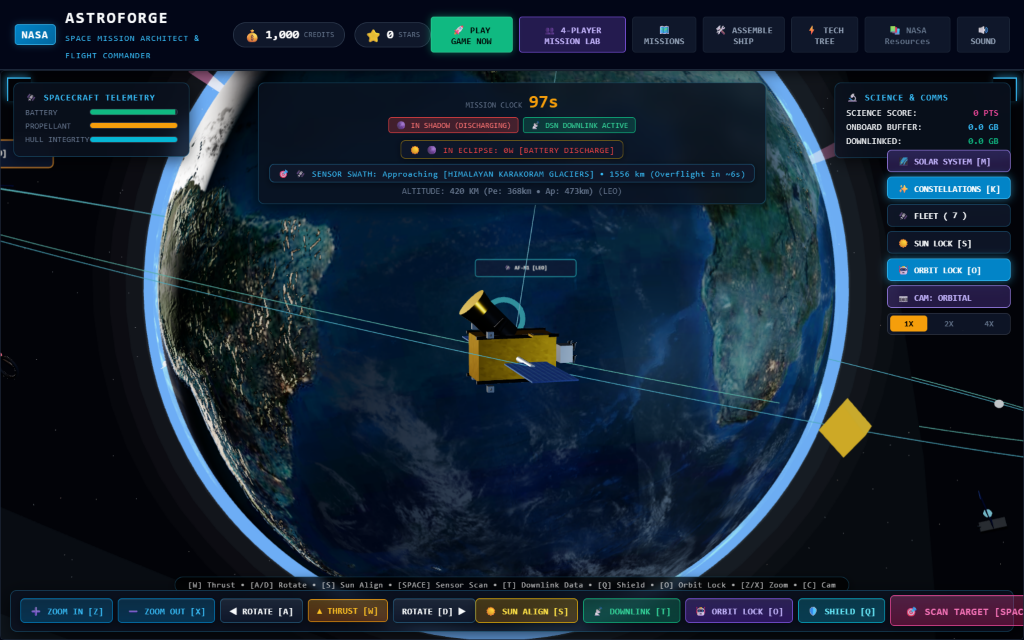 NASA
ASTROFORGE
SPACE MISSION ARCHITECT &
FLIGHT COMMANDER
1,000 CREDITS
0 STARS
PLAY
GAME NOW
4-PLAYER
MISSION LAB
MISSIONS
ASSEMBLE
SHIP
TECH
TREE
NASA
Resources
SOUND
SPACECRAFT TELEMETRY
BATTERY
PROPELLANT
HULL INTEGRITY
MISSION CLOCK 97s
IN SHADOW (DISCHARGING)
DSN DOWNLINK ACTIVE
IN ECLIPSE: 0W [BATTERY DISCHARGE]
SENSOR SWATH: Approaching [HIMALAYAN KARAKORAM GLACIERS] • 1556 km (Overflight in ~6s)
ALTITUDE: 420 KM (Pe: 368km • Ap: 473km) (LEO)
SCIENCE & COMMS
SCIENCE SCORE: 0 PTS
ONBOARD BUFFER: 0.0 GB
DOWNLINKED: 0.0 GB
SOLAR SYSTEM [M]
CONSTELLATIONS [K]
FLEET ( 7 )
SUN LOCK [S]
ORBIT LOCK [O]
CAM: ORBITAL
1X 2X 4X
[LEO]
[W] Thrust • [A/D] Rotate • [S] Sun Align • [SPACE] Sensor Scan • [T] Downlink Data • [Q] Shield • [O] Orbit Lock • [Z/X] Zoom • [C] Cam
ZOOM IN [Z]
ZOOM OUT [X]
◀ ROTATE [A]
▲ THRUST [W]
ROTATE [D] ▶
SUN ALIGN [S]
DOWNLINK [T]
ORBIT LOCK [O]
SHIELD [Q]
SCAN TARGET [SPAC